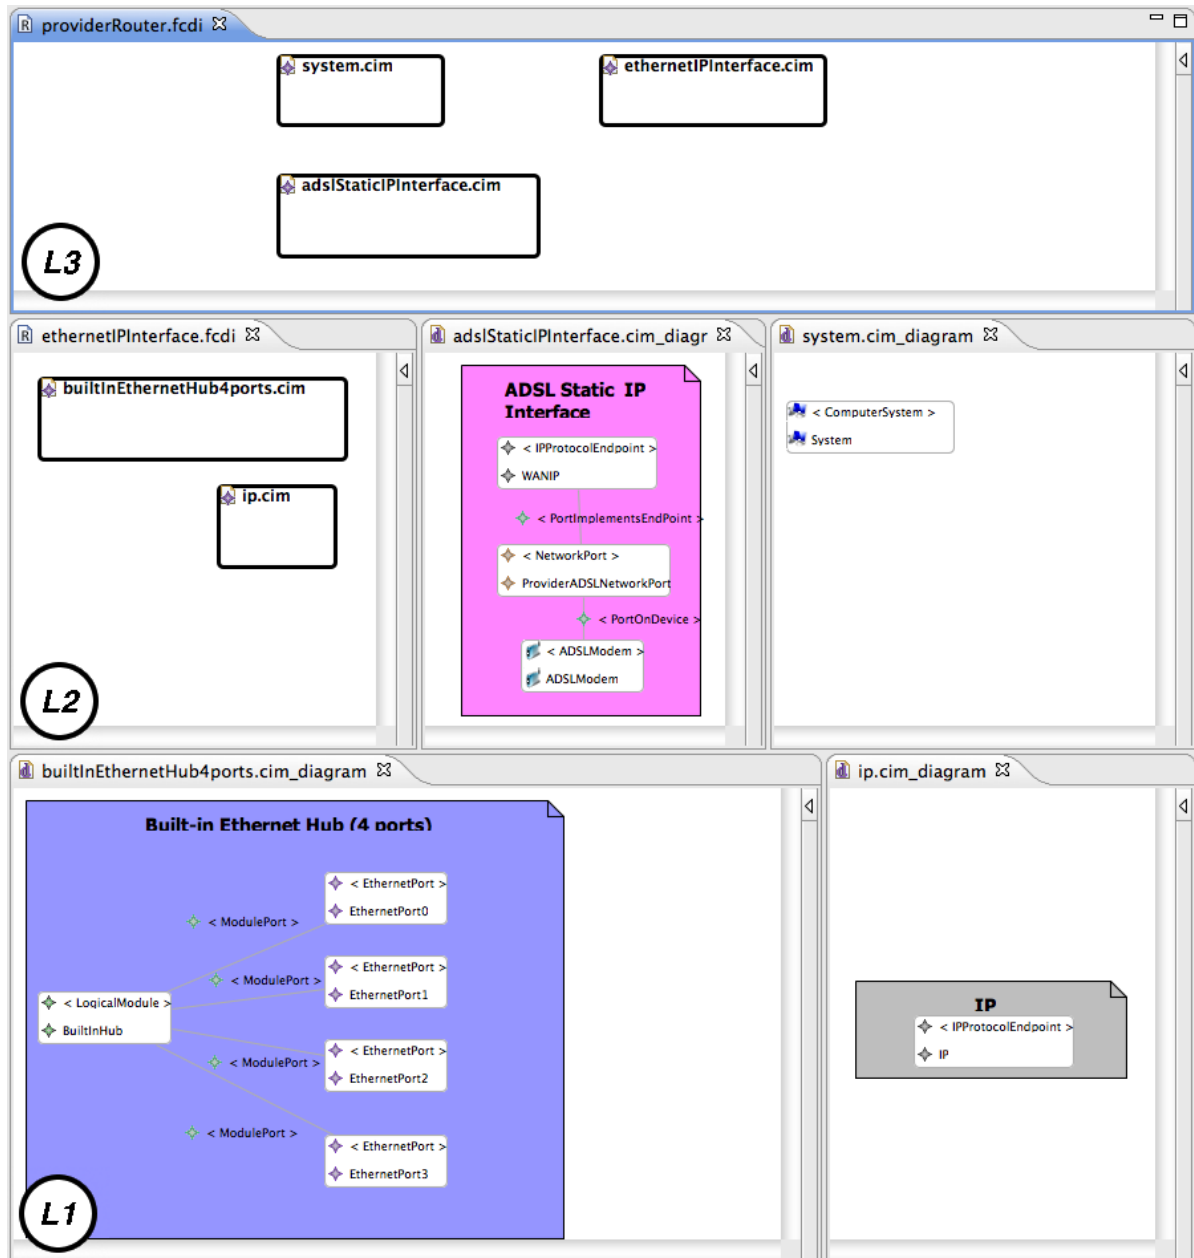 providerRouter.fcdi
system.cim
ethernetIPInterface.cim
adslStaticIPInterface.cim
L3
ethernetIPInterface.fcdi
adslStaticIPInterface.cim_diagr
system.cim_diagram
builtInEthernetHub4ports.cim
ip.cim
ADSL Static IP
Interface
< IPProtocolEndpoint >
WANIP
< PortImplementsEndPoint >
< NetworkPort >
ProviderADSLNetworkPort
< PortOnDevice >
< ADSLModem >
ADSLModem
< ComputerSystem >
System
L2
builtInEthernetHub4ports.cim_diagram
ip.cim_diagram
Built-in Ethernet Hub (4 ports)
< EthernetPort >
EthernetPort0
< ModulePort >
< EthernetPort >
EthernetPort1
< ModulePort >
< LogicalModule >
BuiltInHub
< EthernetPort >
EthernetPort2
< ModulePort >
< ModulePort >
< EthernetPort >
EthernetPort3
IP
< IPProtocolEndpoint >
IP
L1